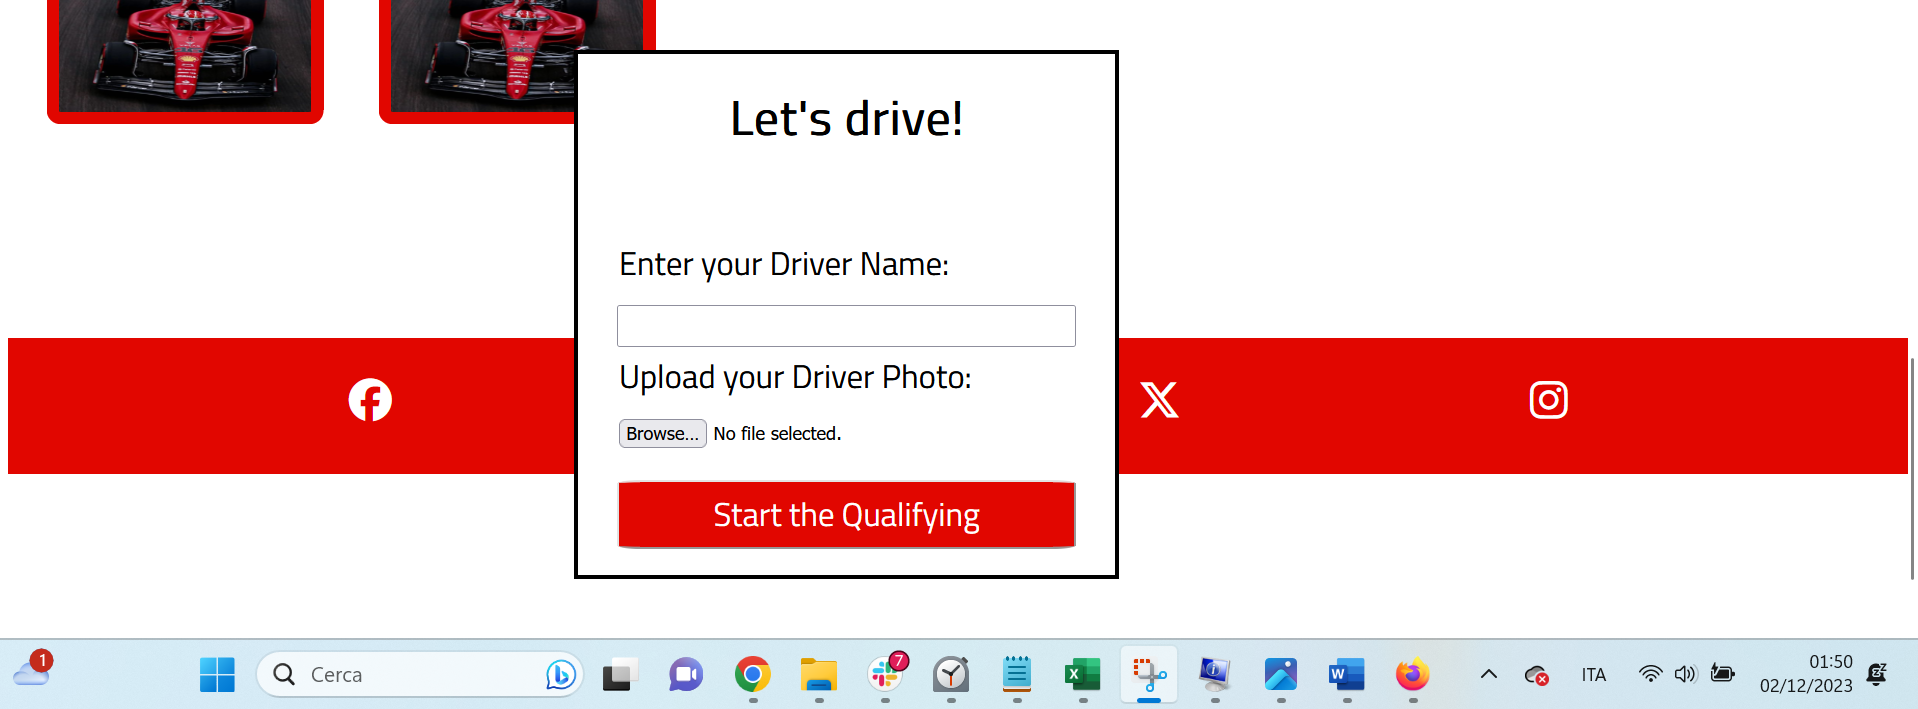 Let's drive!
Enter your Driver Name:
Upload your Driver Photo:
Browse... No file selected.
Start the Qualifying
1
Cerca
7
ITA
01:50
02/12/2023